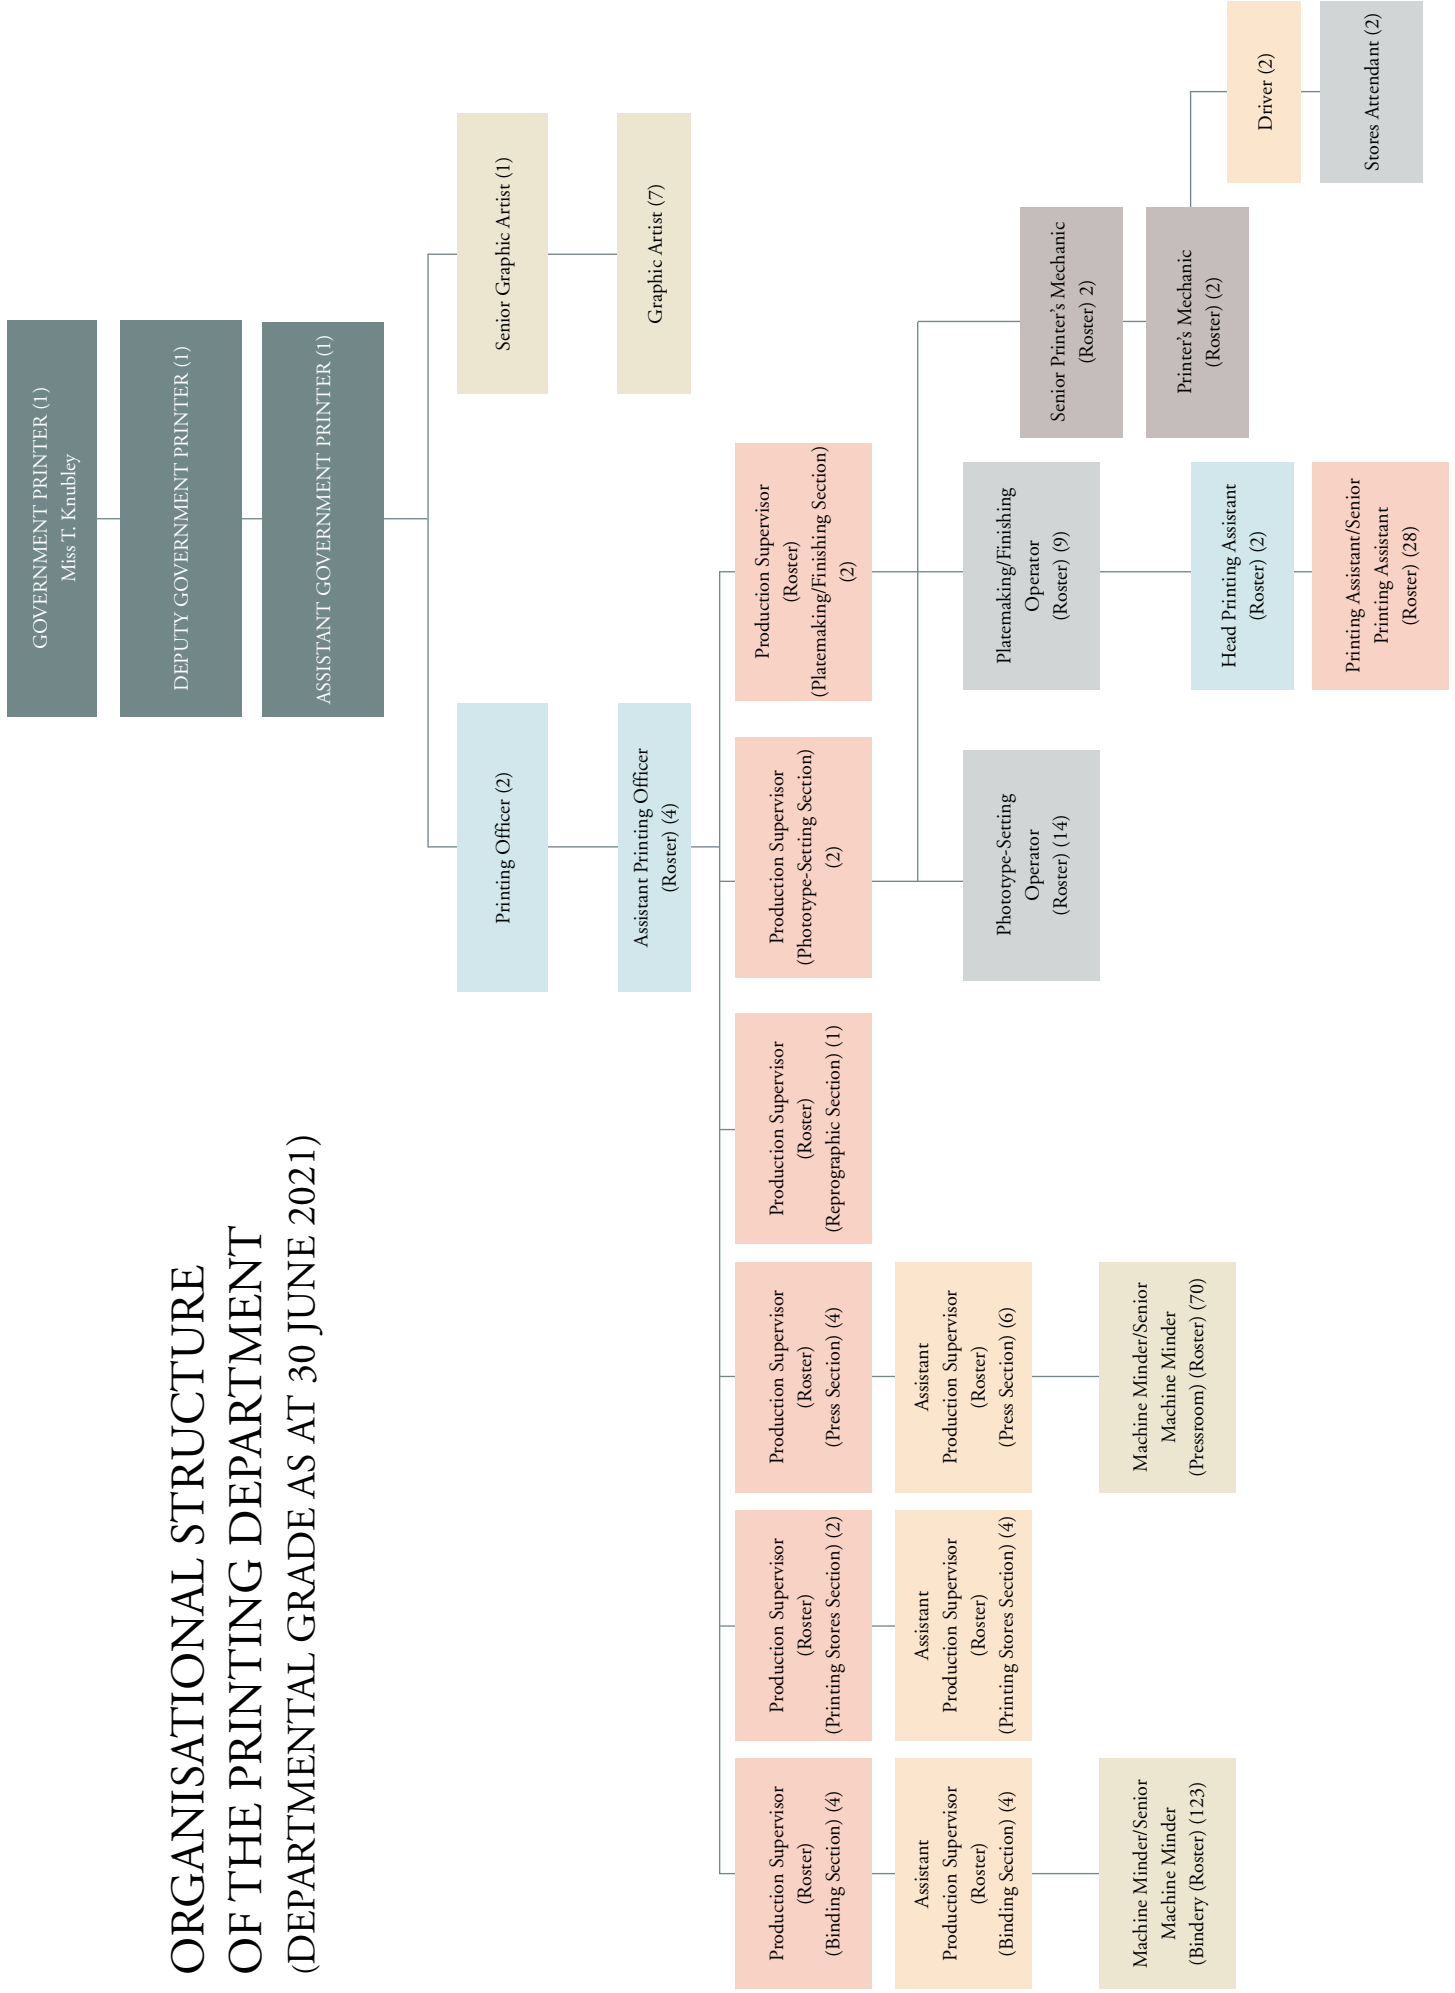 ORGANISATIONAL STRUCTURE
OF THE PRINTING DEPARTMENT
(DEPARTMENTAL GRADE AS AT 30 JUNE 2021)
GOVERNMENT PRINTER (1)
Miss T. Knubley
DEPUTY GOVERNMENT PRINTER (1)
ASSISTANT GOVERNMENT PRINTER (1)
Printing Officer (2)
Senior Graphic Artist (1)
Assistant Printing Officer
(Roster) (4)
Graphic Artist (7)
Production Supervisor
(Roster)
(Binding Section) (4)
Production Supervisor
(Roster)
(Printing Stores Section) (2)
Production Supervisor
(Roster)
(Press Section) (4)
Production Supervisor
(Roster)
(Reprographic Section) (1)
Production Supervisor
(Phototype-Setting Section)
(2)
Production Supervisor
(Roster)
(Platemaking/Finishing Section)
(2)
Assistant
Production Supervisor
(Roster)
(Binding Section) (4)
Assistant
Production Supervisor
(Roster)
(Printing Stores Section) (4)
Assistant
Production Supervisor
(Roster)
(Press Section) (6)
Phototype-Setting
Operator
(Roster) (14)
Platemaking/Finishing
Operator
(Roster) (9)
Senior Printer's Mechanic
(Roster) 2)
Machine Minder/Senior
Machine Minder
(Bindery (Roster) (123)
Machine Minder/Senior
Machine Minder
(Pressroom) (Roster) (70)
Printer's Mechanic
(Roster) (2)
Head Printing Assistant
(Roster) (2)
Driver (2)
Printing Assistant/Senior
Printing Assistant
(Roster) (28)
Stores Attendant (2)